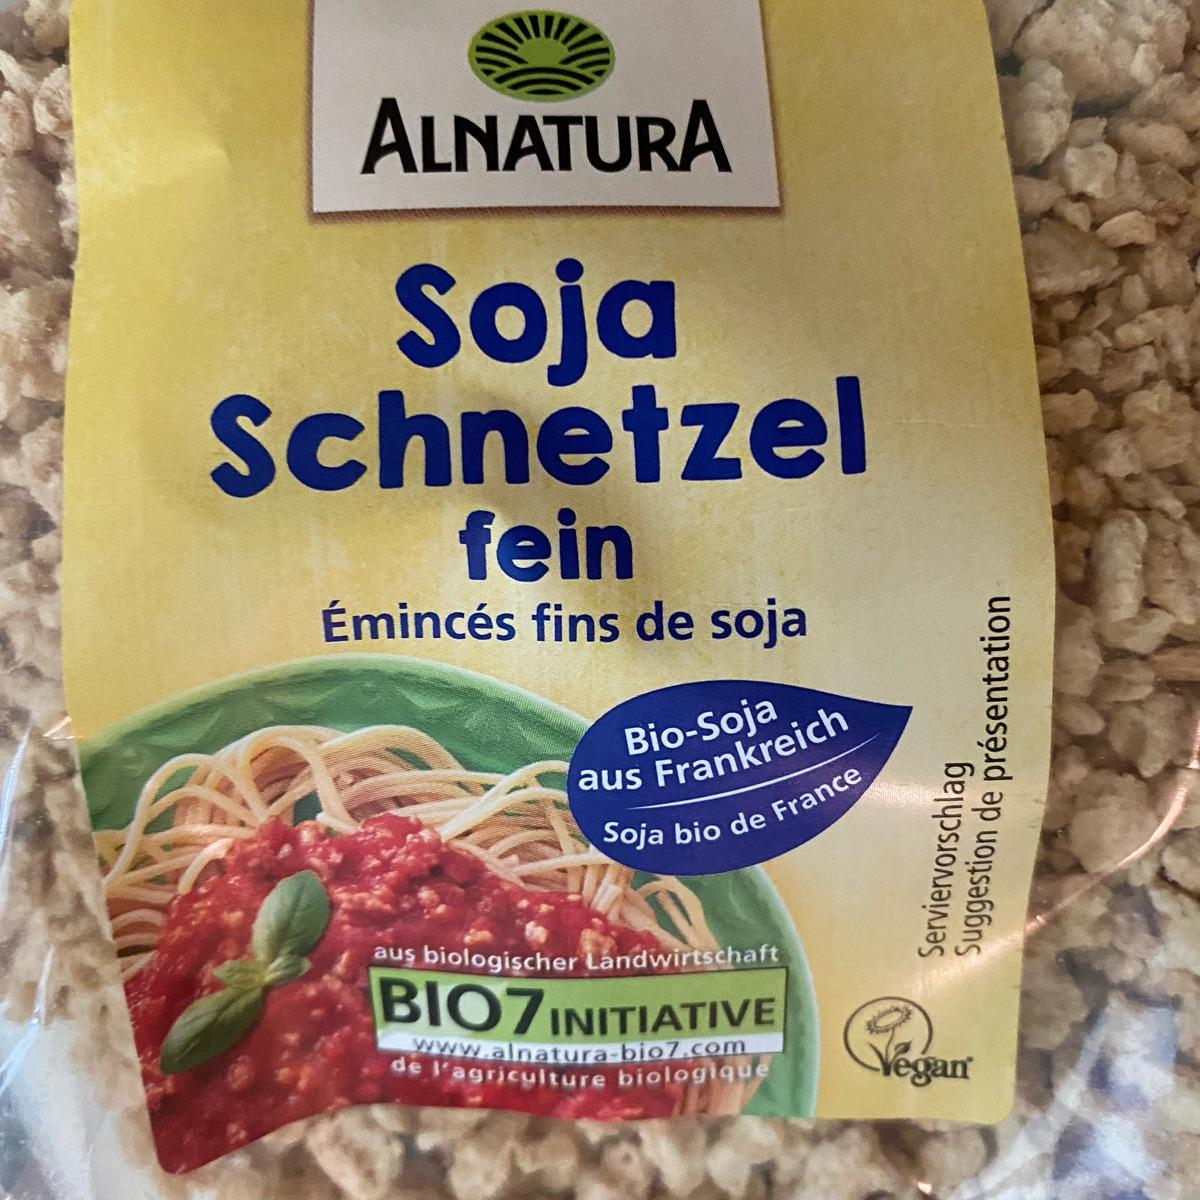 ALNATURA
Soja
Schnetzel
fein
Émincés fins de soja
Bio-Soja
aus Frankreich
Soja bio de France
Serviervorschlag
Suggestion de présentation
aus biologischer Landwirtschaft
BIO7 INITIATIVE
www.alnatura-bio7.com
de l'agriculture biologique
Vegan